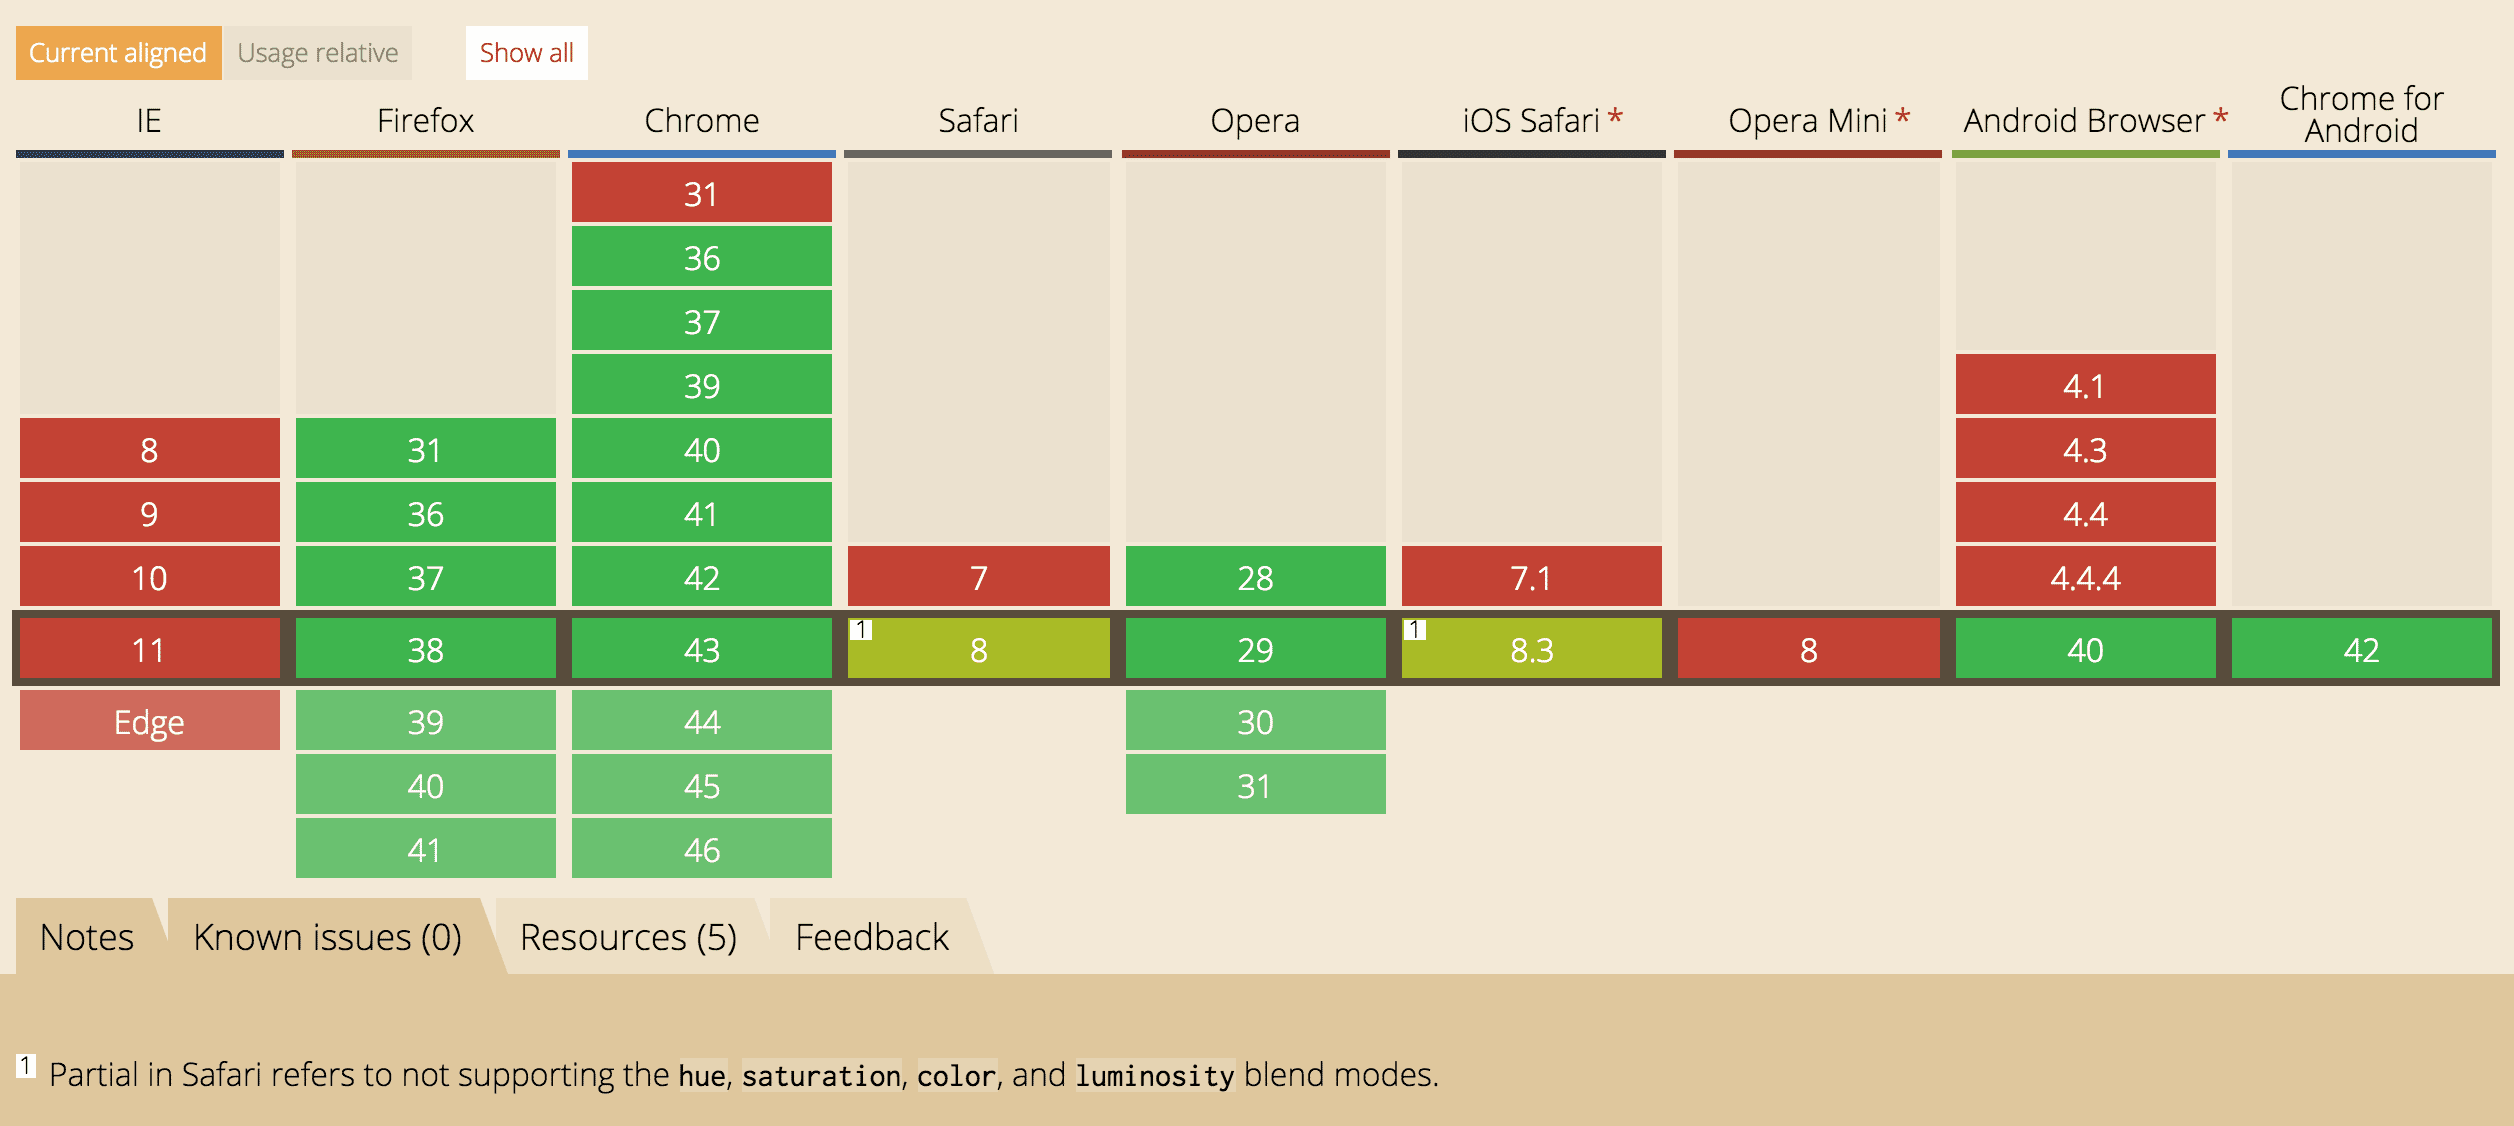 Current aligned Usage relative Show all
IE Firefox Chrome Safari Opera iOS Safari * Opera Mini * Android Browser * Chrome for Android
31
36
37
39 4.1
8 31 40 4.3
9 36 41 4.4
10 37 42 7 28 7.1 4.4.4
11 38 43 1 8 29 1 8.3 8 40 42
Edge 39 44 30
40 45 31
41 46
Notes Known issues (0) Resources (5) Feedback
1 Partial in Safari refers to not supporting the hue, saturation, color, and luminosity blend modes.